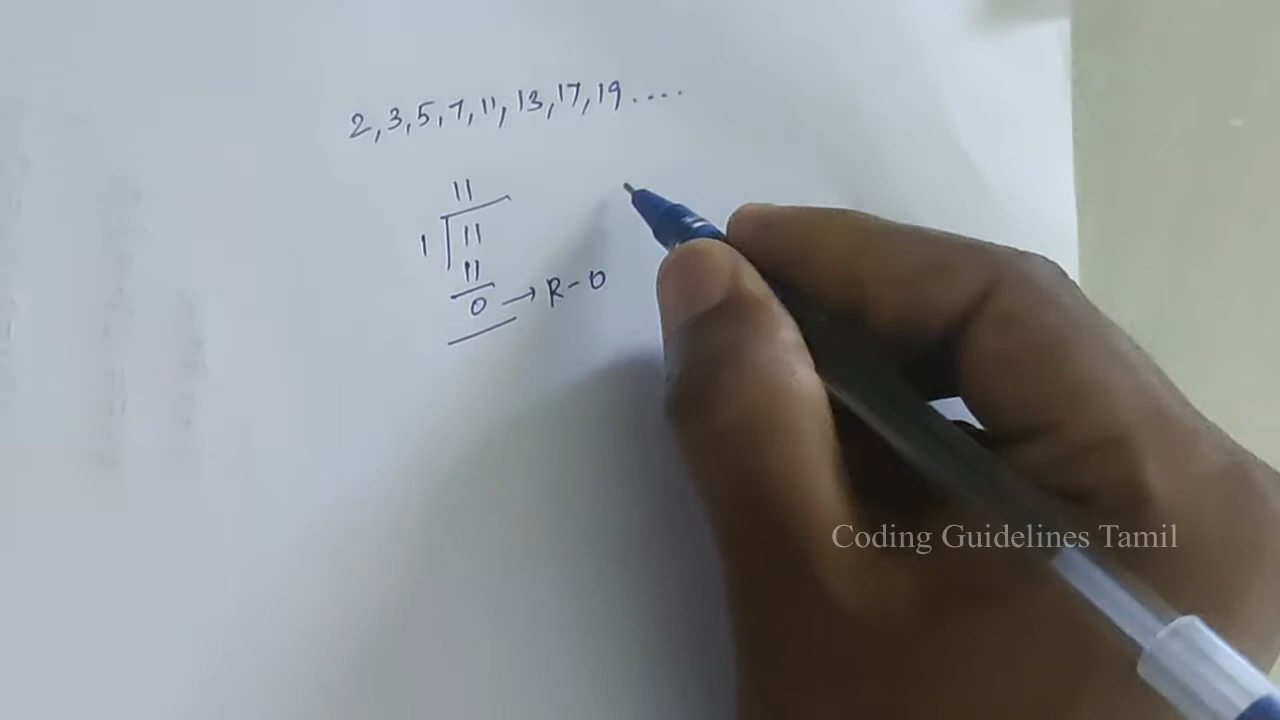 2, 3, 5, 7, 11, 13, 17, 19 ....
11
1 11
11
0 → R - 0
Coding Guidelines Tamil